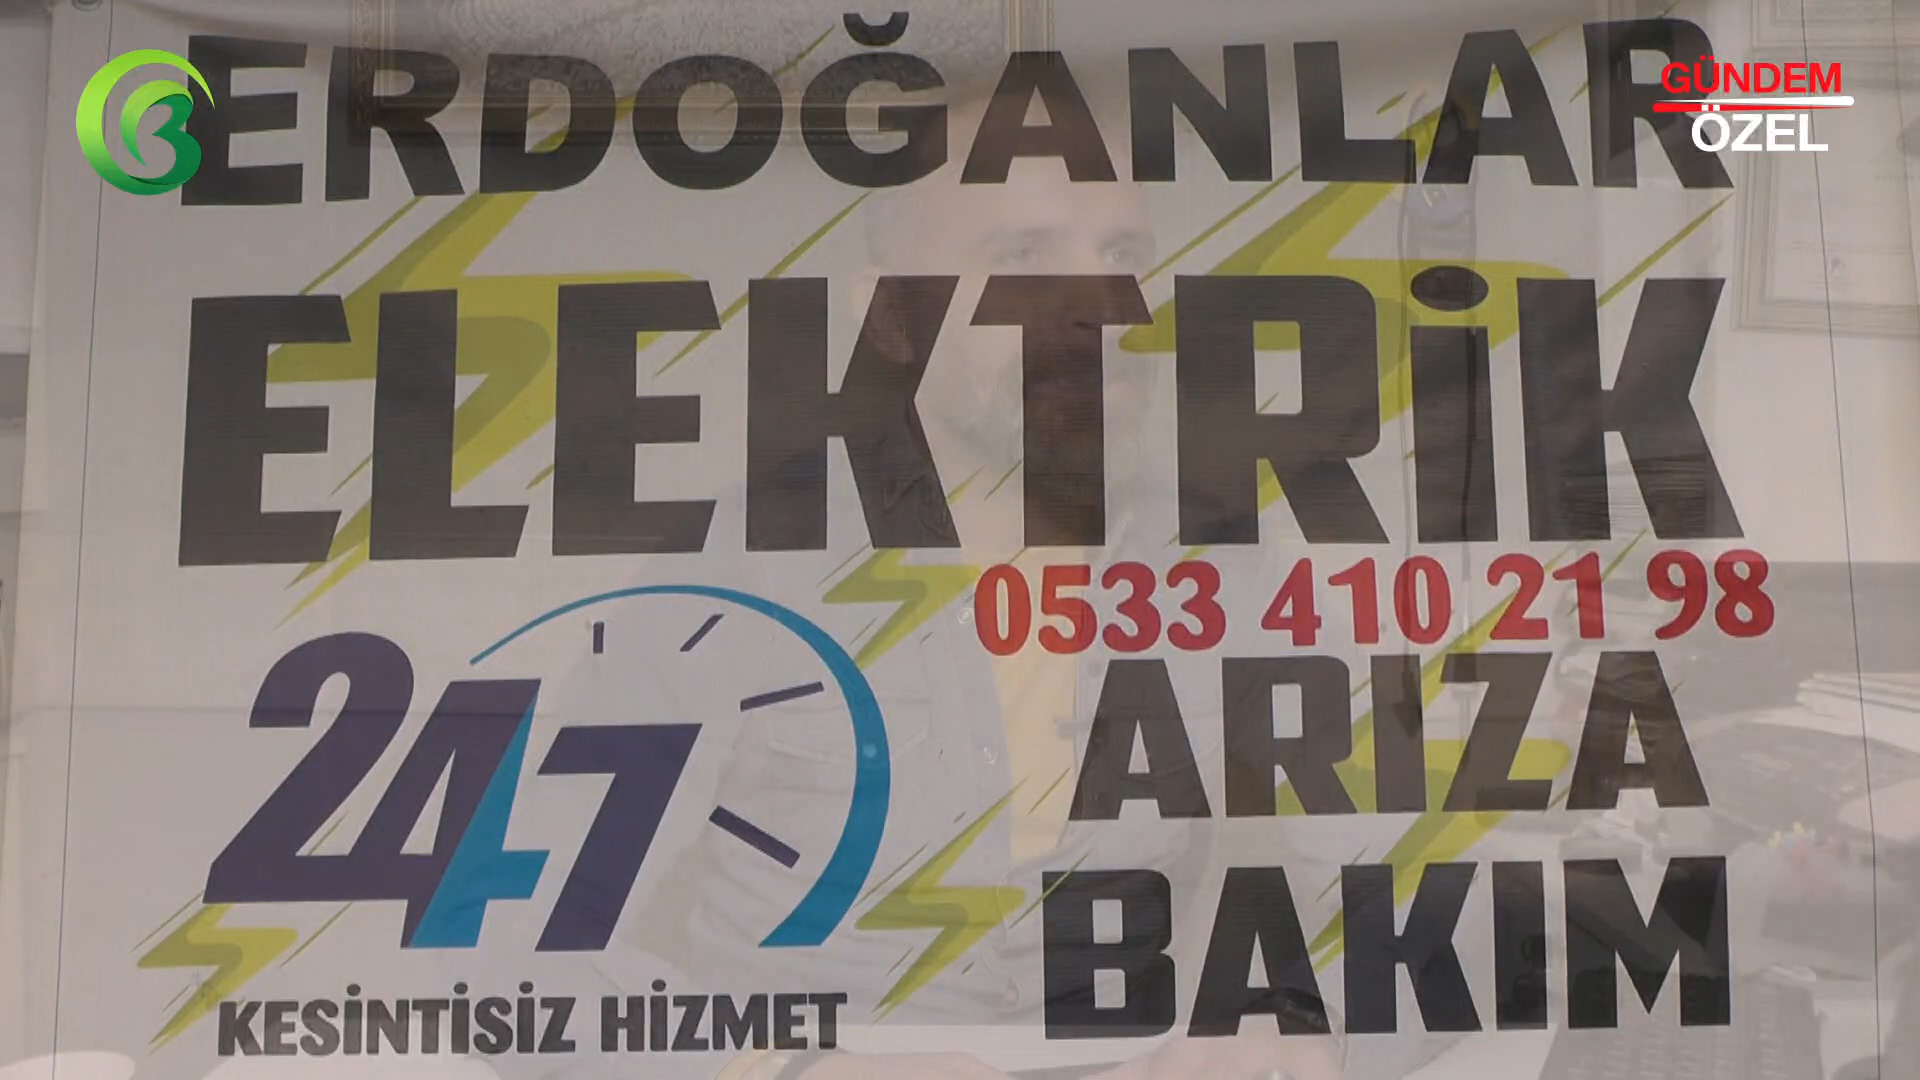 GÜNDEM
ÖZEL
ERDOĞANLAR
ELEKTRİK
0533 410 21 98
24 7
KESİNTİSİZ HİZMET
ARIZA
BAKIM